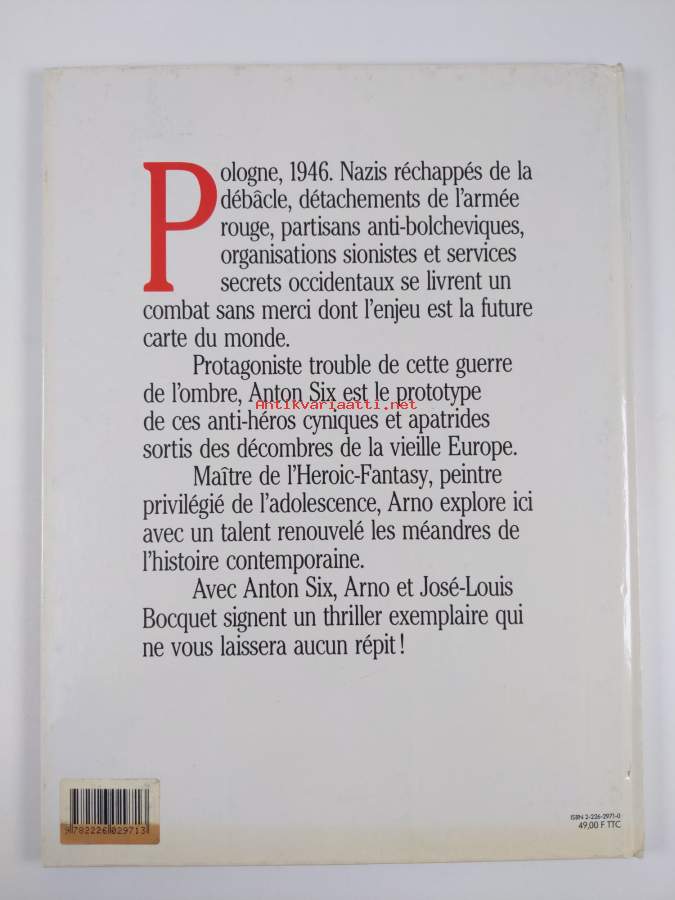 Pologne, 1946. Nazis réchappés de la
débâcle, détachements de l'armée
rouge, partisans anti-bolcheviques,
organisations sionistes et services
secrets occidentaux se livrent un
combat sans merci dont l'enjeu est la future
carte du monde.
Protagoniste trouble de cette guerre
de l'ombre, Anton Six est le prototype
Antikvariaatti.net
de ces anti-héros cyniques et apatrides
sortis des décombres de la vieille Europe.
Maître de l'Heroic-Fantasy, peintre
privilégié de l'adolescence, Arno explore ici
avec un talent renouvelé les méandres de
l'histoire contemporaine.
Avec Anton Six, Arno et José-Louis
Bocquet signent un thriller exemplaire qui
ne vous laissera aucun répit !
9 782226 029713
ISBN 2-226-2971-0
49,00 F TTC